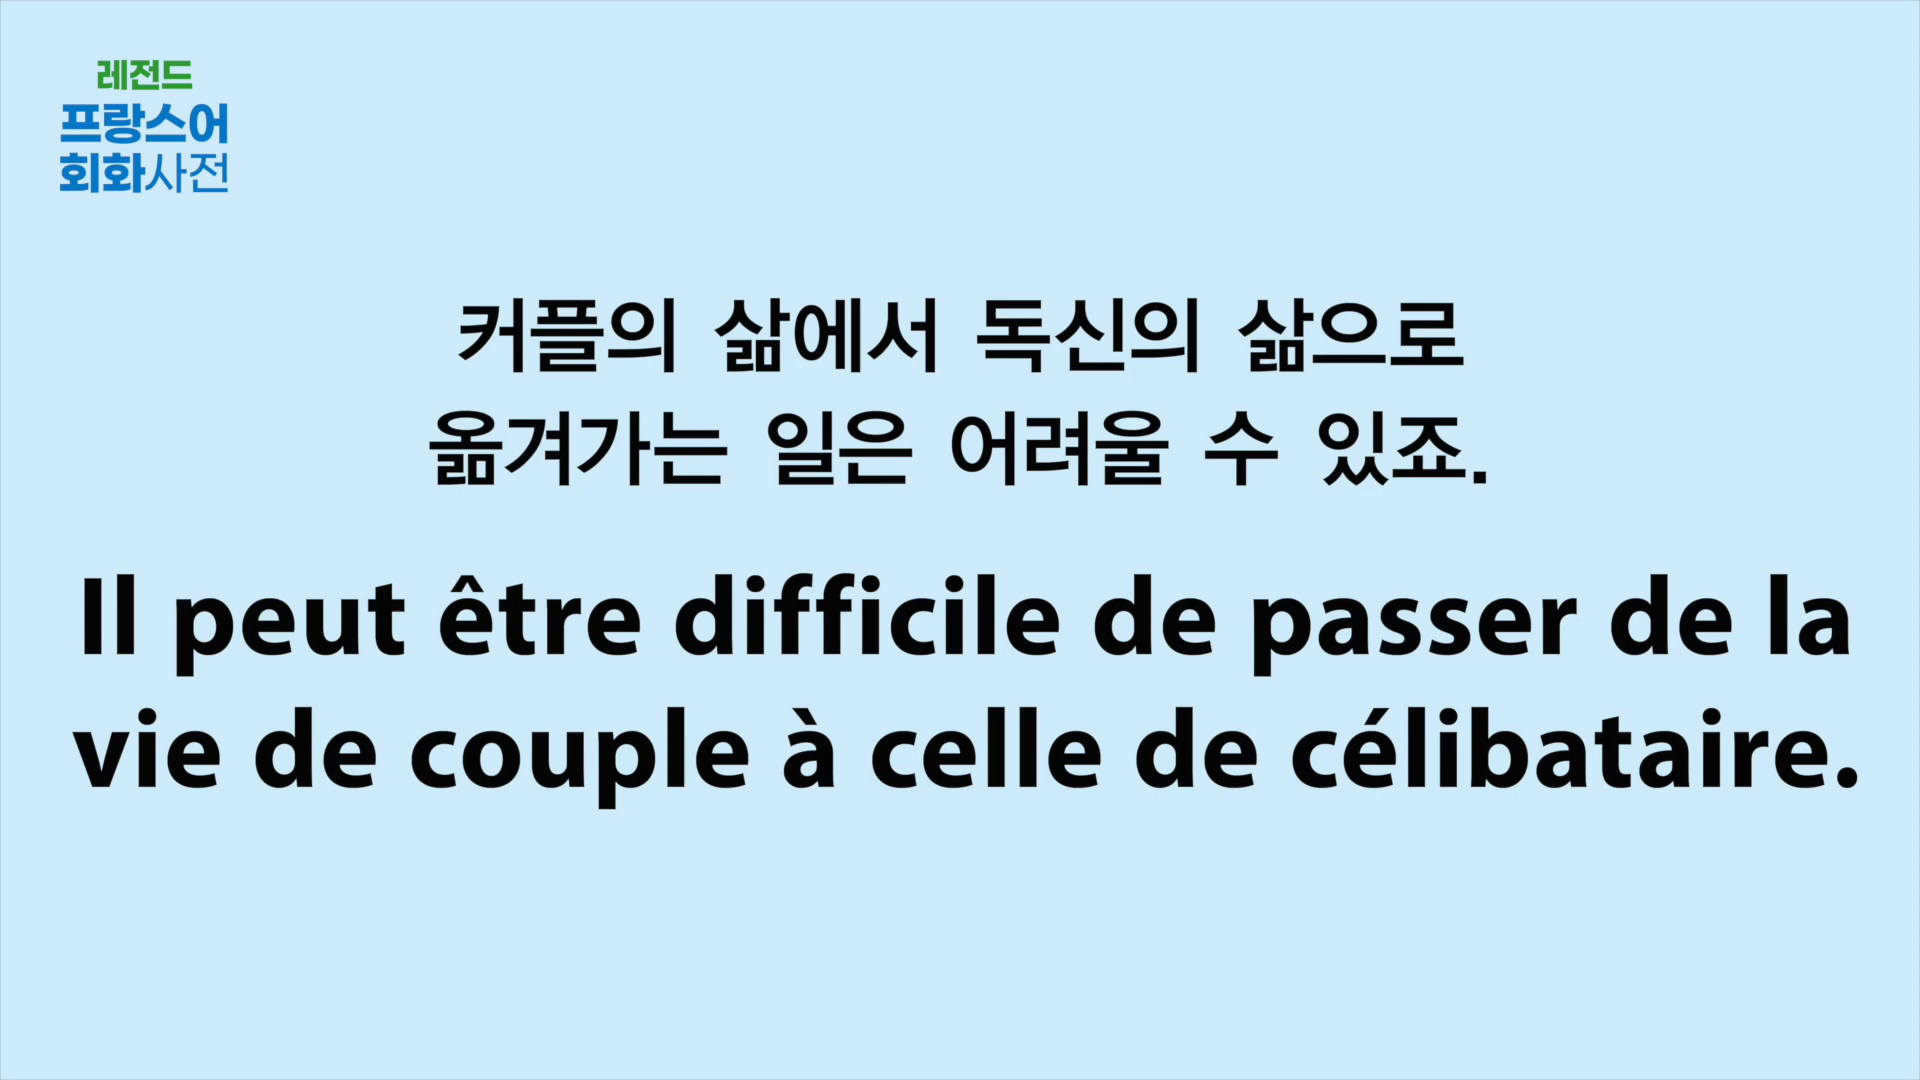 레전드
프랑스어
회화사전
커플의 삶에서 독신의 삶으로
옮겨가는 일은 어려울 수 있죠.
Il peut être difficile de passer de la
vie de couple à celle de célibataire.